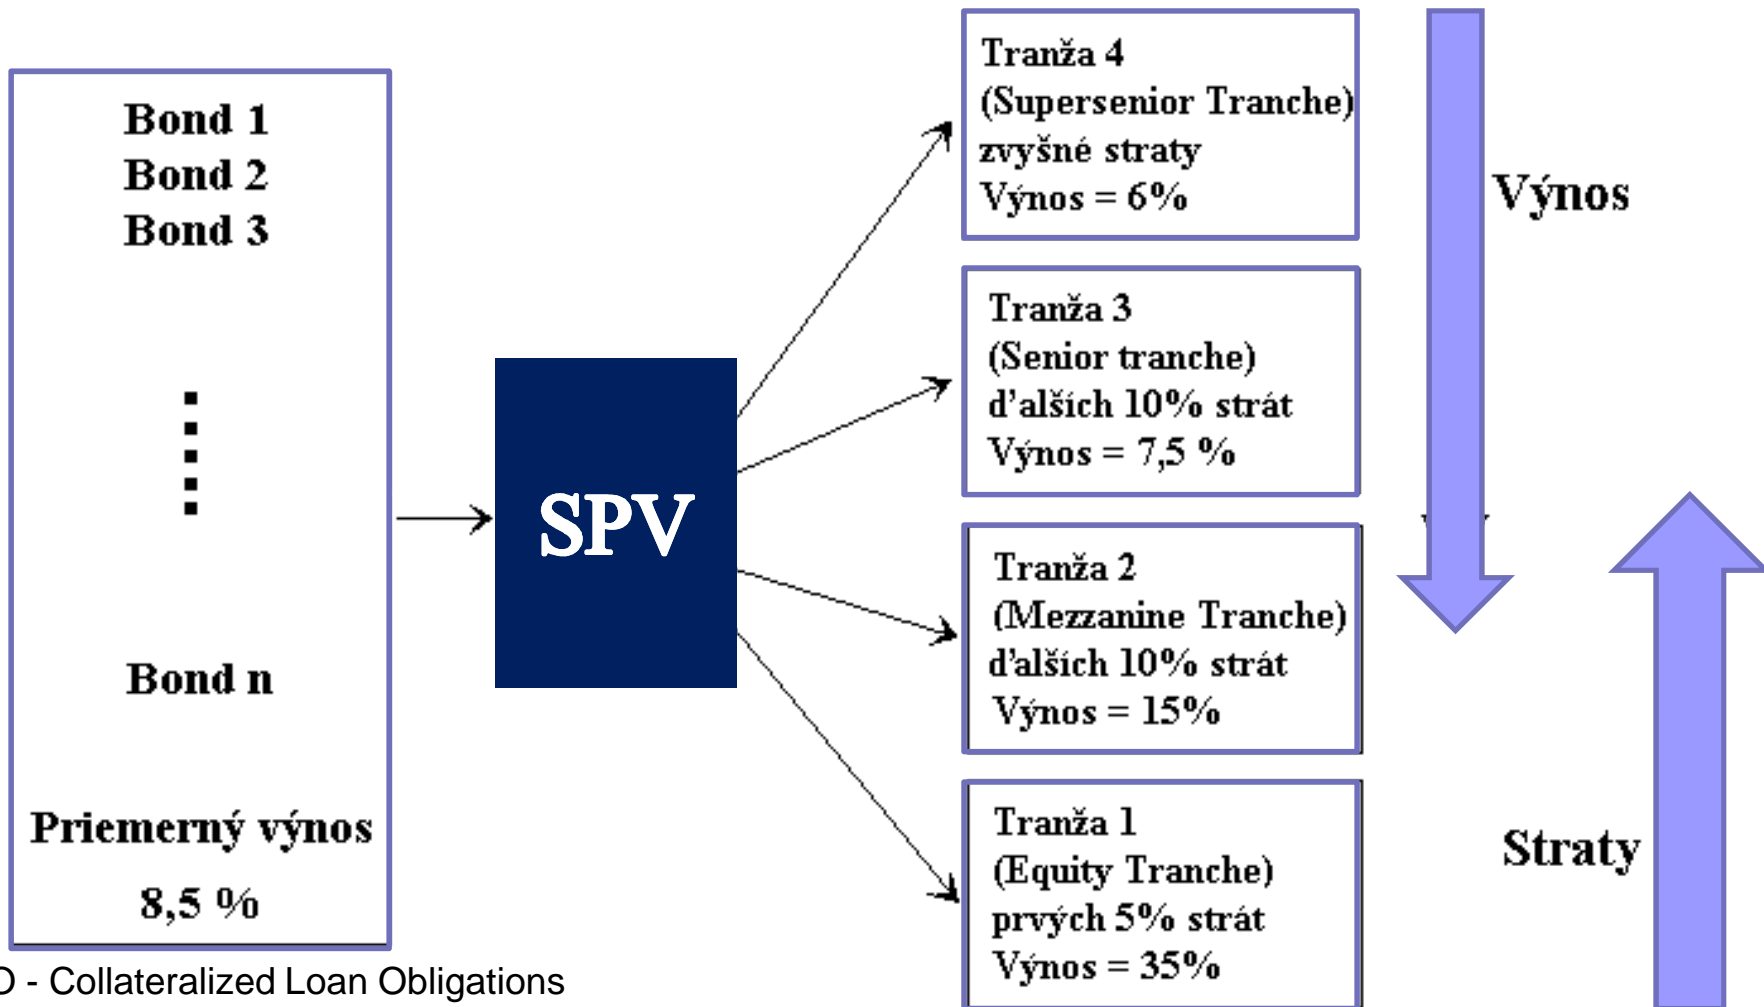 Bond 1
Bond 2
Bond 3
Bond n
Priemerný výnos
8,5 %
SPV
Tranža 4
(Supersenior Tranche)
zvyšné straty
Výnos = 6%
Tranža 3
(Senior tranche)
ďalších 10% strát
Výnos = 7,5 %
Tranža 2
(Mezzanine Tranche)
ďalších 10% strát
Výnos = 15%
Tranža 1
(Equity Tranche)
prvých 5% strát
Výnos = 35%
Výnos
Straty
O - Collateralized Loan Obligations